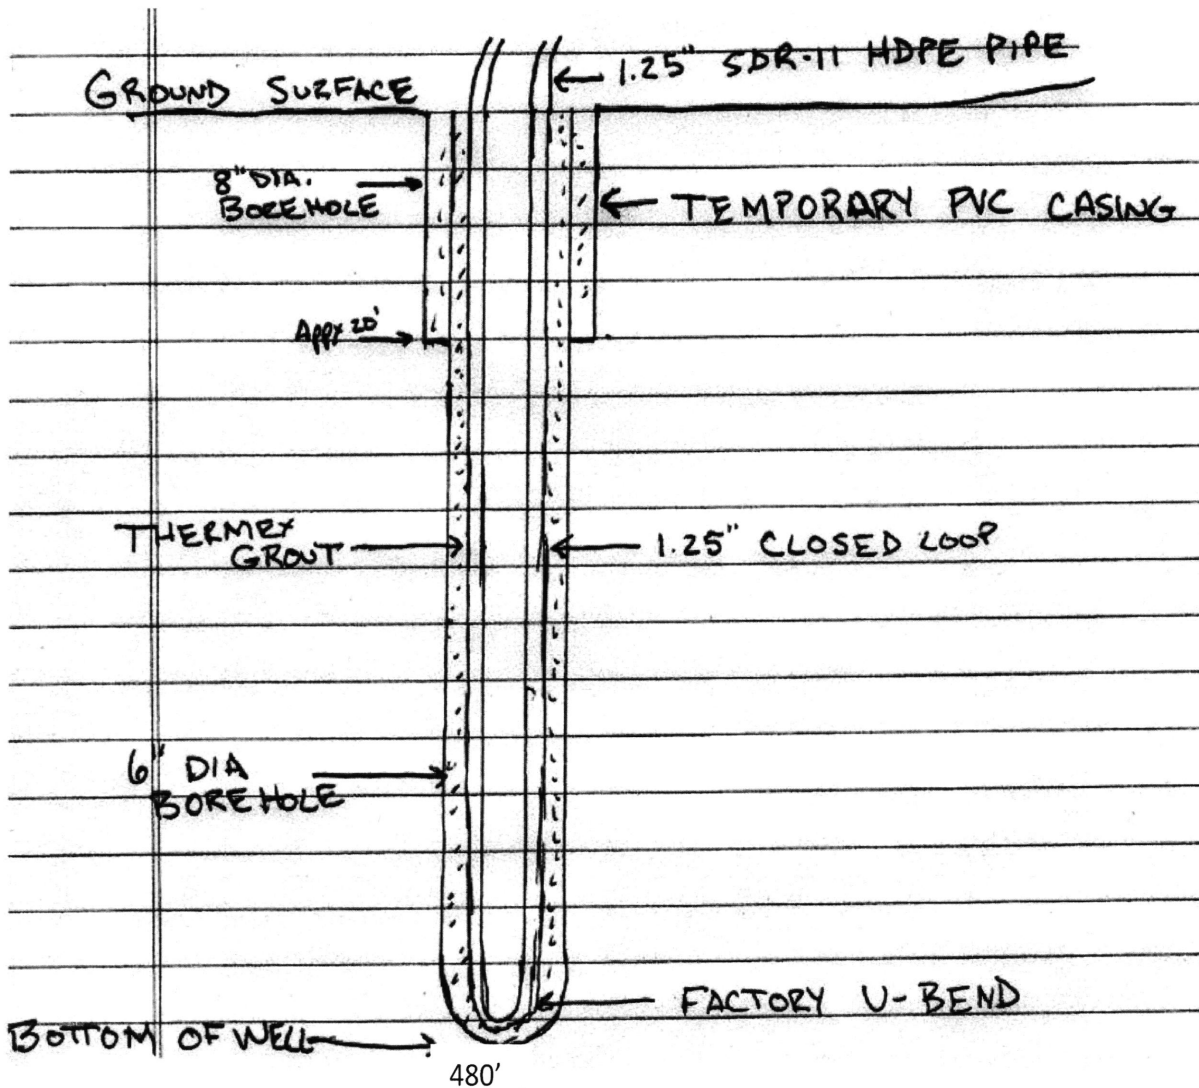 1.25" SDR-11 HDPE PIPE
GROUND SURFACE
8" DIA.
BOREHOLE
TEMPORARY PVC CASING
Appx 20'
THERMEX
GROUT
1.25" CLOSED LOOP
6" DIA
BOREHOLE
FACTORY U-BEND
BOTTOM OF WELL
480'